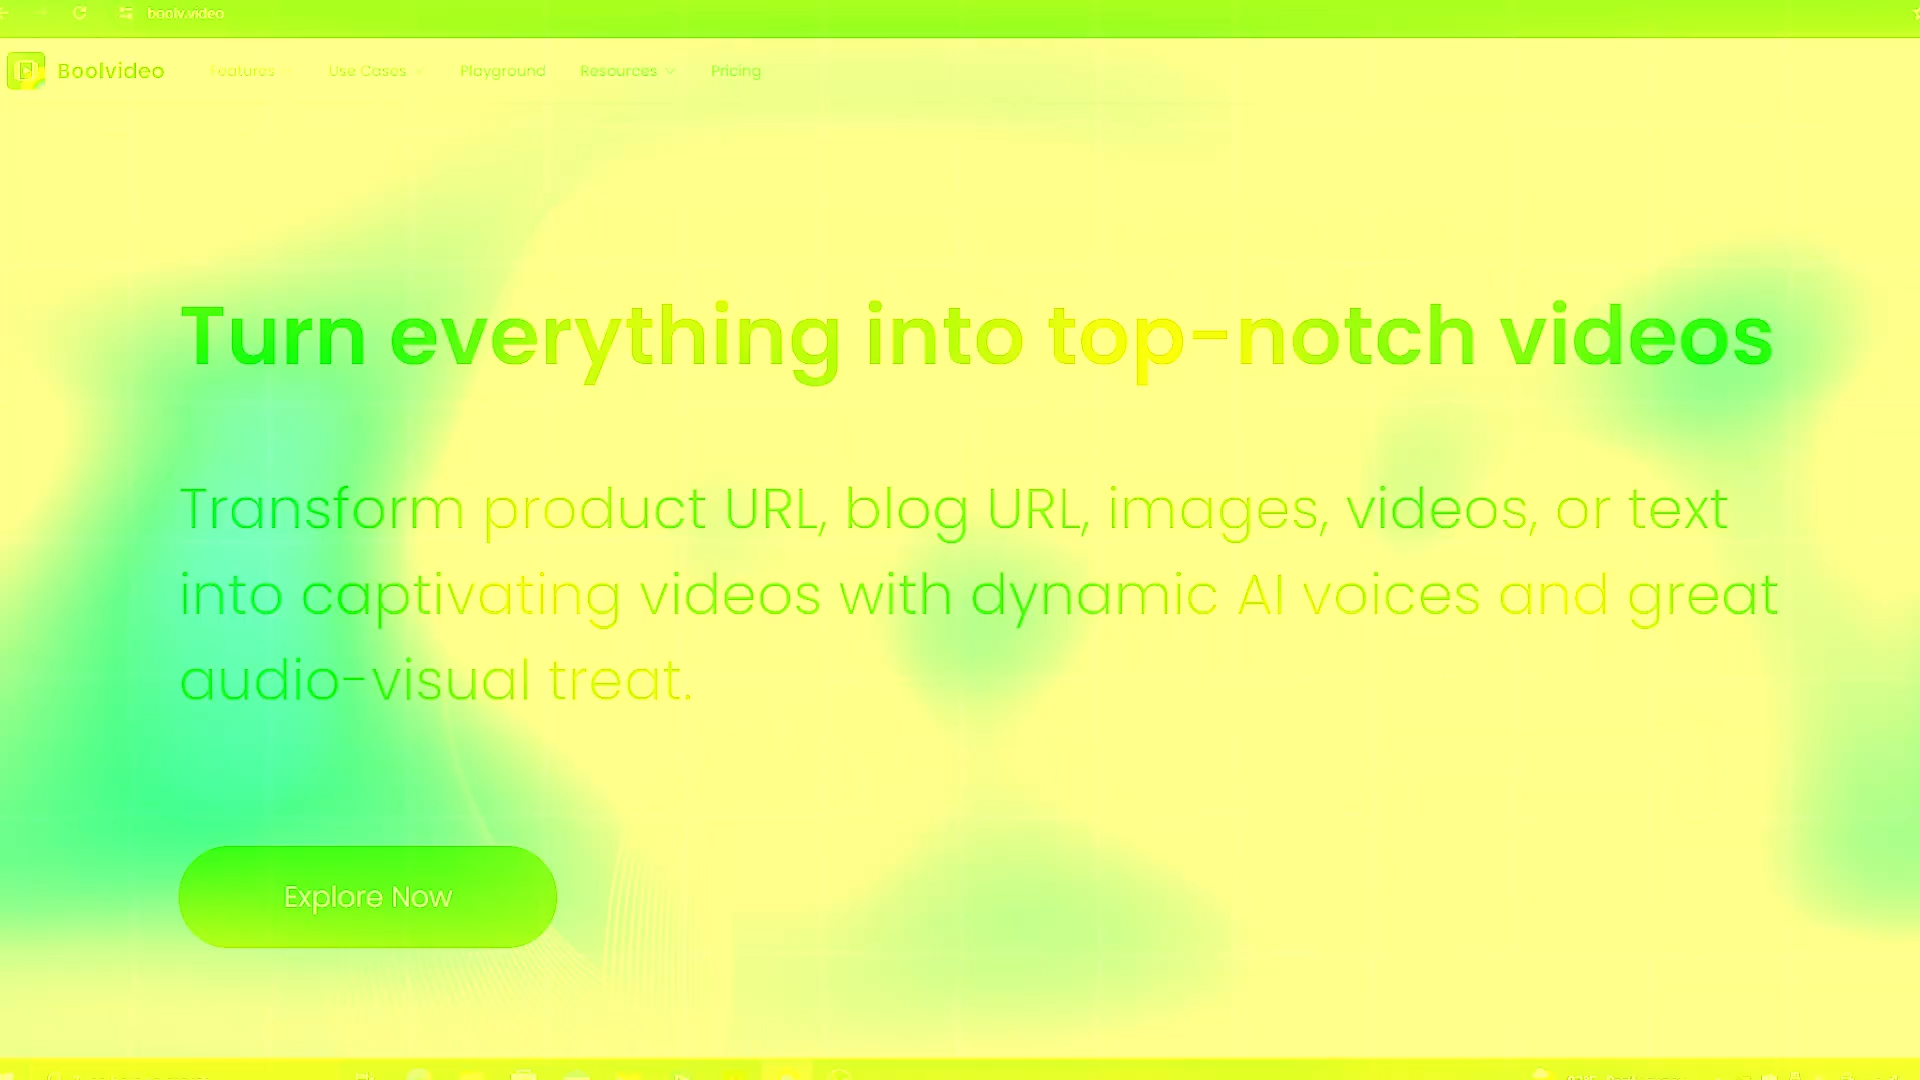 boolv.video
Boolvideo Features Use Cases Playground Resources Pricing
Turn everything into top-notch videos
Transform product URL, blog URL, images, videos, or text
into captivating videos with dynamic AI voices and great
audio-visual treat.
Explore Now